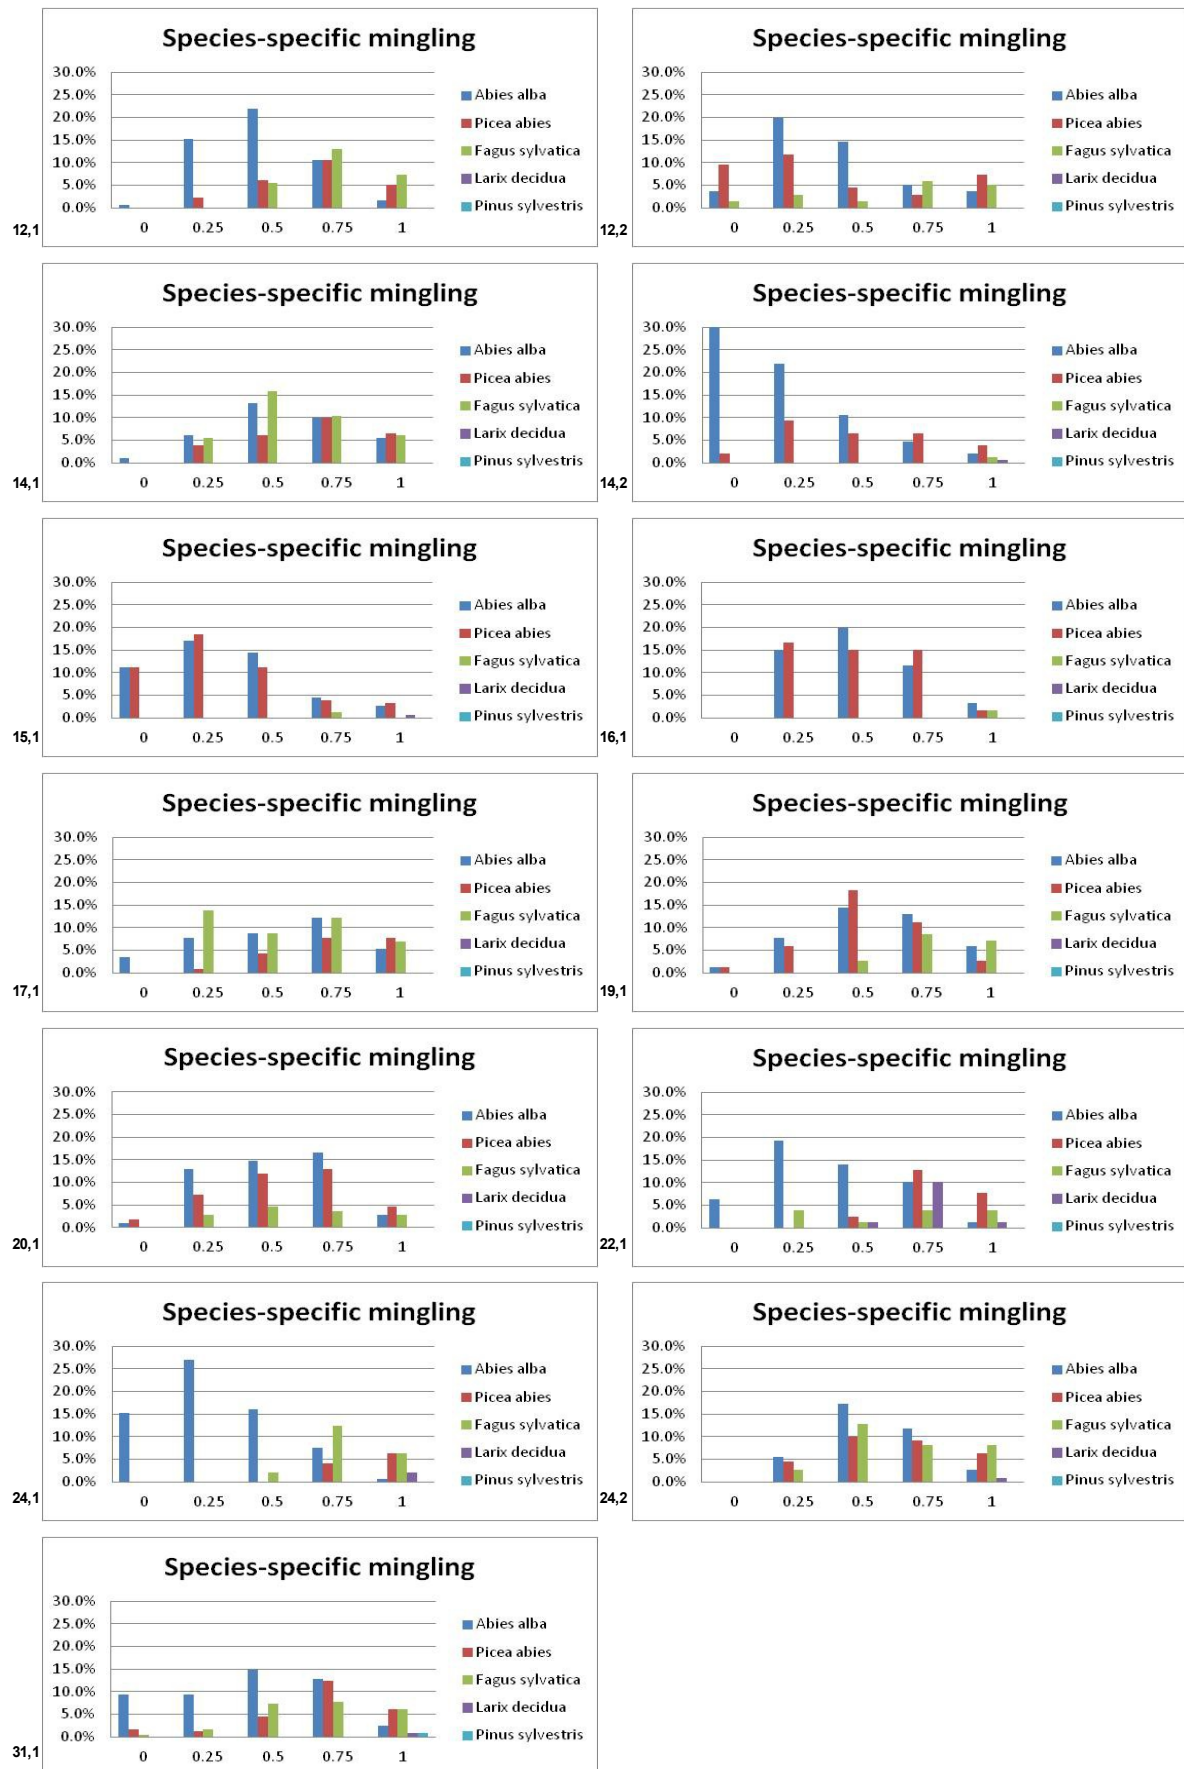 Species-specific mingling
30.0%
25.0%
20.0%
15.0%
10.0%
5.0%
0.0%
Abies alba
Picea abies
Fagus sylvatica
Larix decidua
Pinus sylvestris
0 0.25 0.5 0.75 1
12,1
Species-specific mingling
30.0%
25.0%
20.0%
15.0%
10.0%
5.0%
0.0%
Abies alba
Picea abies
Fagus sylvatica
Larix decidua
Pinus sylvestris
0 0.25 0.5 0.75 1
12,2
Species-specific mingling
30.0%
25.0%
20.0%
15.0%
10.0%
5.0%
0.0%
Abies alba
Picea abies
Fagus sylvatica
Larix decidua
Pinus sylvestris
0 0.25 0.5 0.75 1
14,1
Species-specific mingling
30.0%
25.0%
20.0%
15.0%
10.0%
5.0%
0.0%
Abies alba
Picea abies
Fagus sylvatica
Larix decidua
Pinus sylvestris
0 0.25 0.5 0.75 1
14,2
Species-specific mingling
30.0%
25.0%
20.0%
15.0%
10.0%
5.0%
0.0%
Abies alba
Picea abies
Fagus sylvatica
Larix decidua
Pinus sylvestris
0 0.25 0.5 0.75 1
15,1
Species-specific mingling
30.0%
25.0%
20.0%
15.0%
10.0%
5.0%
0.0%
Abies alba
Picea abies
Fagus sylvatica
Larix decidua
Pinus sylvestris
0 0.25 0.5 0.75 1
16,1
Species-specific mingling
30.0%
25.0%
20.0%
15.0%
10.0%
5.0%
0.0%
Abies alba
Picea abies
Fagus sylvatica
Larix decidua
Pinus sylvestris
0 0.25 0.5 0.75 1
17,1
Species-specific mingling
30.0%
25.0%
20.0%
15.0%
10.0%
5.0%
0.0%
Abies alba
Picea abies
Fagus sylvatica
Larix decidua
Pinus sylvestris
0 0.25 0.5 0.75 1
19,1
Species-specific mingling
30.0%
25.0%
20.0%
15.0%
10.0%
5.0%
0.0%
Abies alba
Picea abies
Fagus sylvatica
Larix decidua
Pinus sylvestris
0 0.25 0.5 0.75 1
20,1
Species-specific mingling
30.0%
25.0%
20.0%
15.0%
10.0%
5.0%
0.0%
Abies alba
Picea abies
Fagus sylvatica
Larix decidua
Pinus sylvestris
0 0.25 0.5 0.75 1
22,1
Species-specific mingling
30.0%
25.0%
20.0%
15.0%
10.0%
5.0%
0.0%
Abies alba
Picea abies
Fagus sylvatica
Larix decidua
Pinus sylvestris
0 0.25 0.5 0.75 1
24,1
Species-specific mingling
30.0%
25.0%
20.0%
15.0%
10.0%
5.0%
0.0%
Abies alba
Picea abies
Fagus sylvatica
Larix decidua
Pinus sylvestris
0 0.25 0.5 0.75 1
24,2
Species-specific mingling
30.0%
25.0%
20.0%
15.0%
10.0%
5.0%
0.0%
Abies alba
Picea abies
Fagus sylvatica
Larix decidua
Pinus sylvestris
0 0.25 0.5 0.75 1
31,1